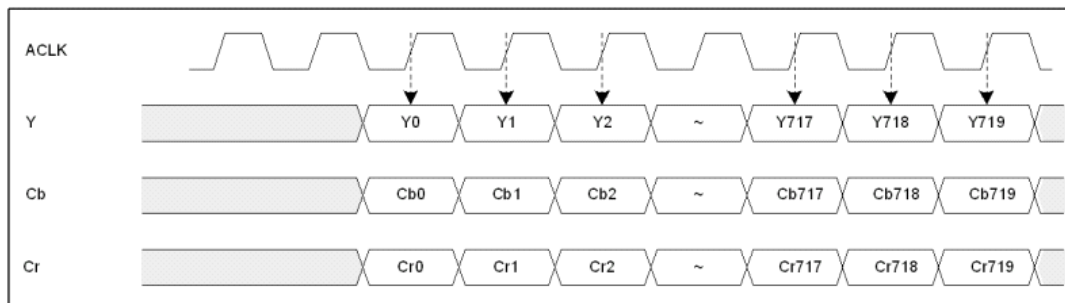 ACLK
Y Y0 Y1 Y2 ~ Y717 Y718 Y719
Cb Cb0 Cb1 Cb2 ~ Cb717 Cb718 Cb719
Cr Cr0 Cr1 Cr2 ~ Cr717 Cr718 Cr719